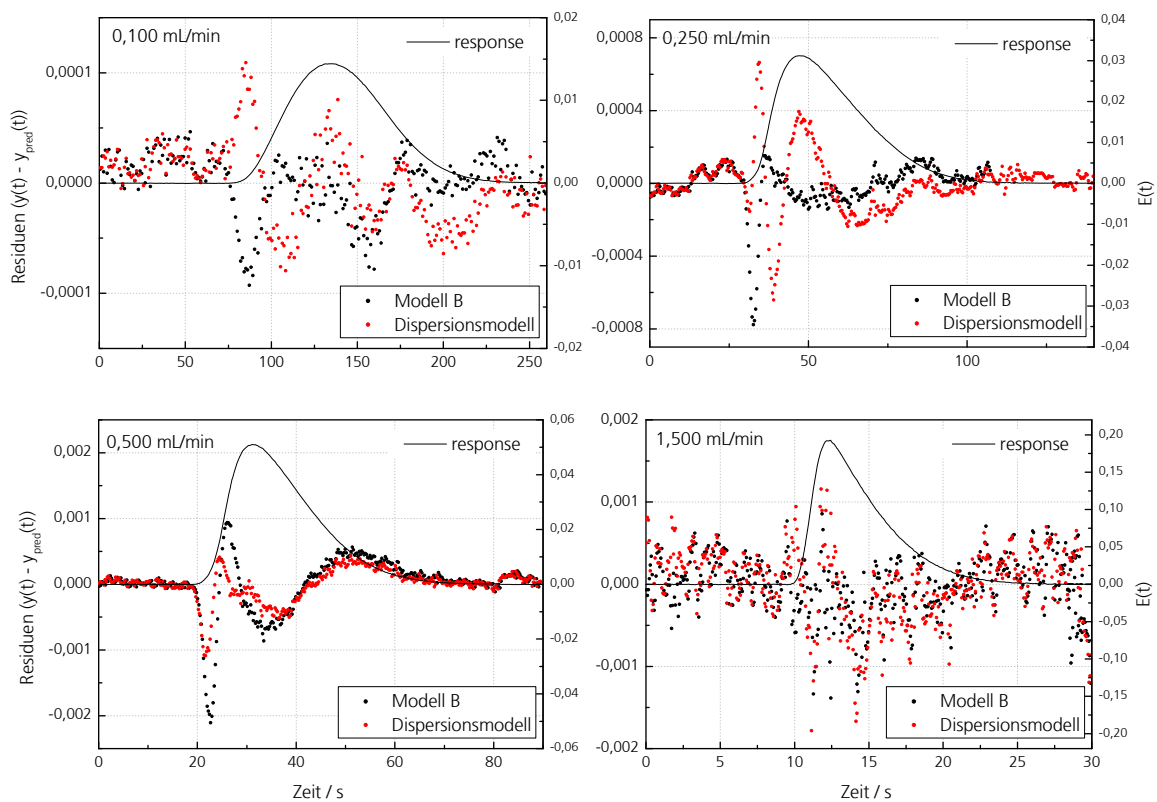 0,100 mL/min
response
0,0001
0,0000
-0,0001
0,02
0,01
0,00
-0,01
-0,02
Residuen (y(t) - ypred(t))
Modell B
Dispersionsmodell
0 50 100 150 200 250
0,250 mL/min
response
0,0008
0,0004
0,0000
-0,0004
-0,0008
0,04
0,03
0,02
0,01
0,00
-0,01
-0,02
-0,03
-0,04
E(t)
Modell B
Dispersionsmodell
0 50 100
0,500 mL/min
response
0,002
0,001
0,000
-0,001
-0,002
0,06
0,04
0,02
0,00
-0,02
-0,04
-0,06
Residuen (y(t) - ypred(t))
Modell B
Dispersionsmodell
0 20 40 60 80
Zeit / s
1,500 mL/min
response
0,002
0,001
0,000
-0,001
-0,002
0,20
0,15
0,10
0,05
0,00
-0,05
-0,10
-0,15
-0,20
E(t)
Modell B
Dispersionsmodell
0 5 10 15 20 25 30
Zeit / s